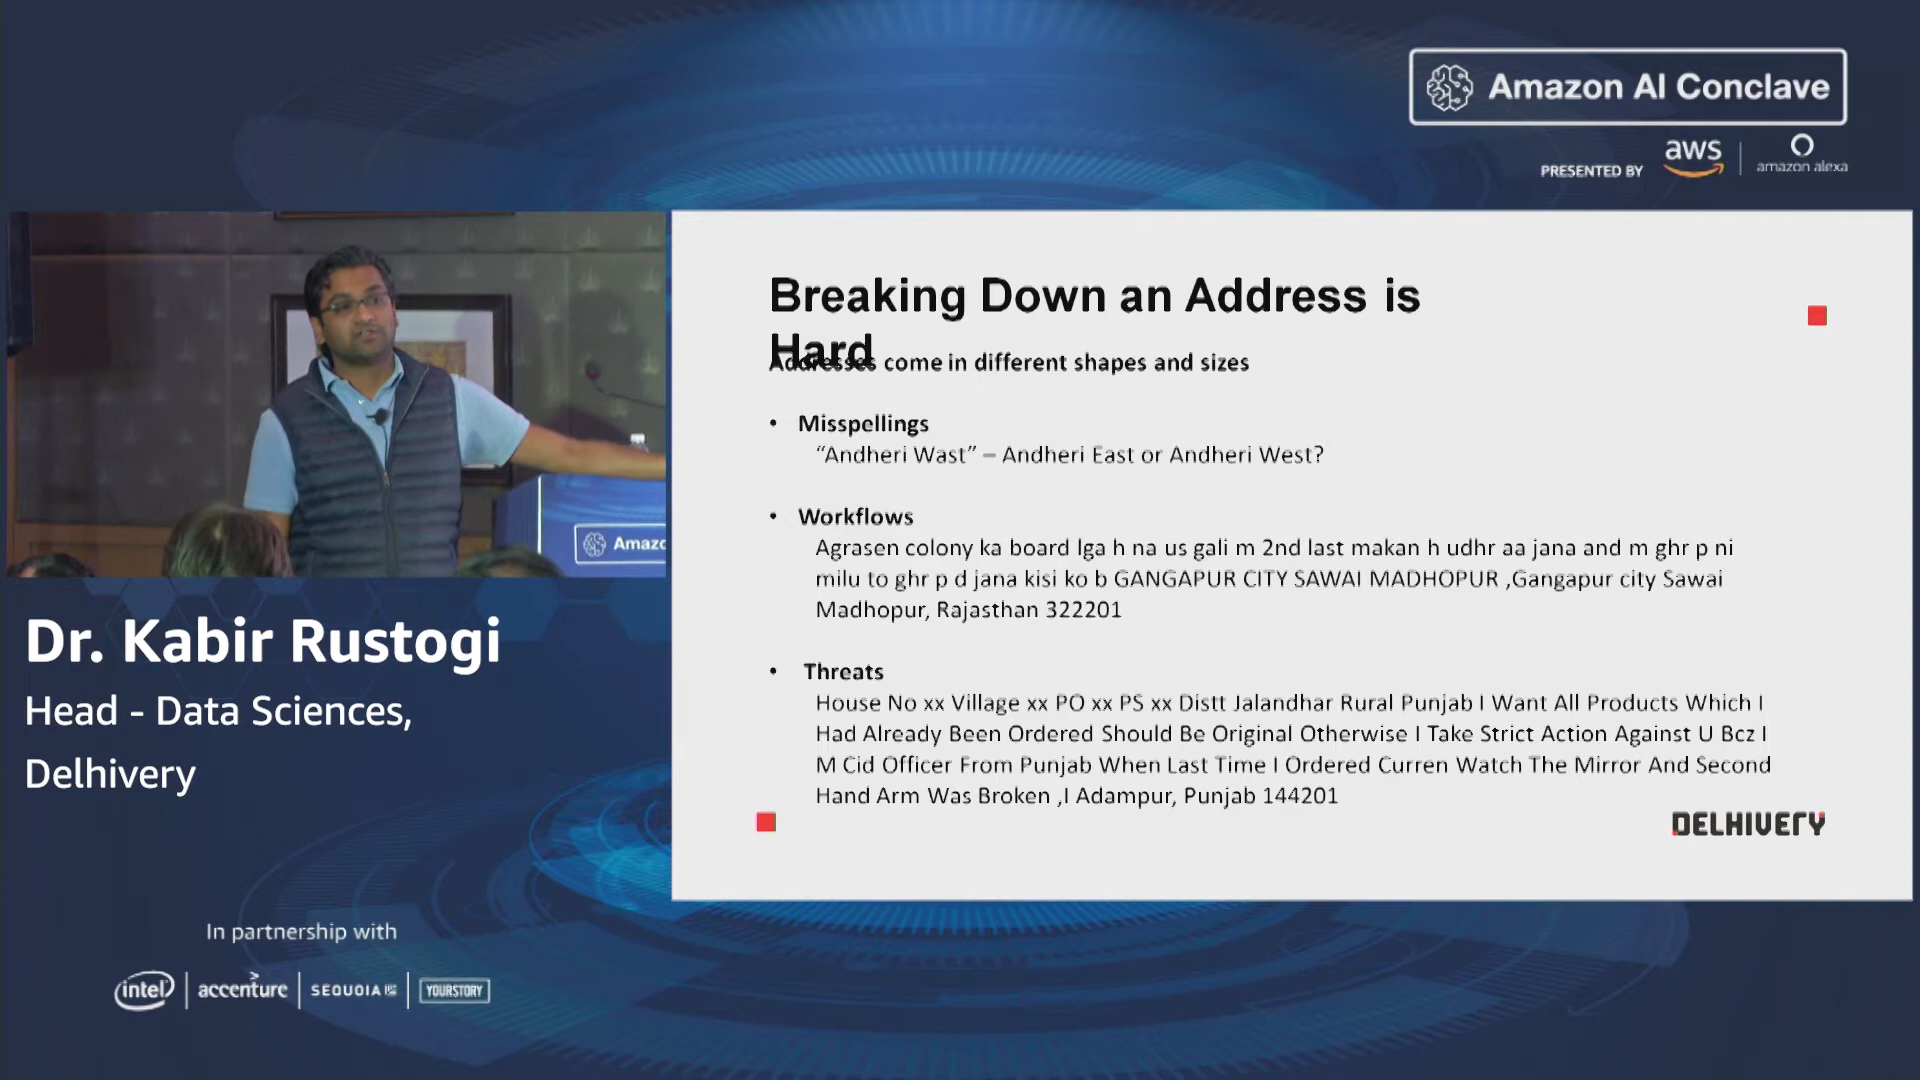 Amazon AI Conclave
PRESENTED BY
aws
amazon alexa
Breaking Down an Address is
Hard
Addresses come in different shapes and sizes
• Misspellings
“Andheri Wast” – Andheri East or Andheri West?
• Workflows
Agrasen colony ka board lga h na us gali m 2nd last makan h udhr aa jana and m ghr p ni
milu to ghr p d jana kisi ko b GANGAPUR CITY SAWAI MADHOPUR ,Gangapur city Sawai
Madhopur, Rajasthan 322201
• Threats
House No xx Village xx PO xx PS xx Distt Jalandhar Rural Punjab I Want All Products Which I
Had Already Been Ordered Should Be Original Otherwise I Take Strict Action Against U Bcz I
M Cid Officer From Punjab When Last Time I Ordered Curren Watch The Mirror And Second
Hand Arm Was Broken ,I Adampur, Punjab 144201
DELHIVERY
Amazo
Dr. Kabir Rustogi
Head - Data Sciences,
Delhivery
In partnership with
intel
accenture
SEQUOIA
YOURSTORY